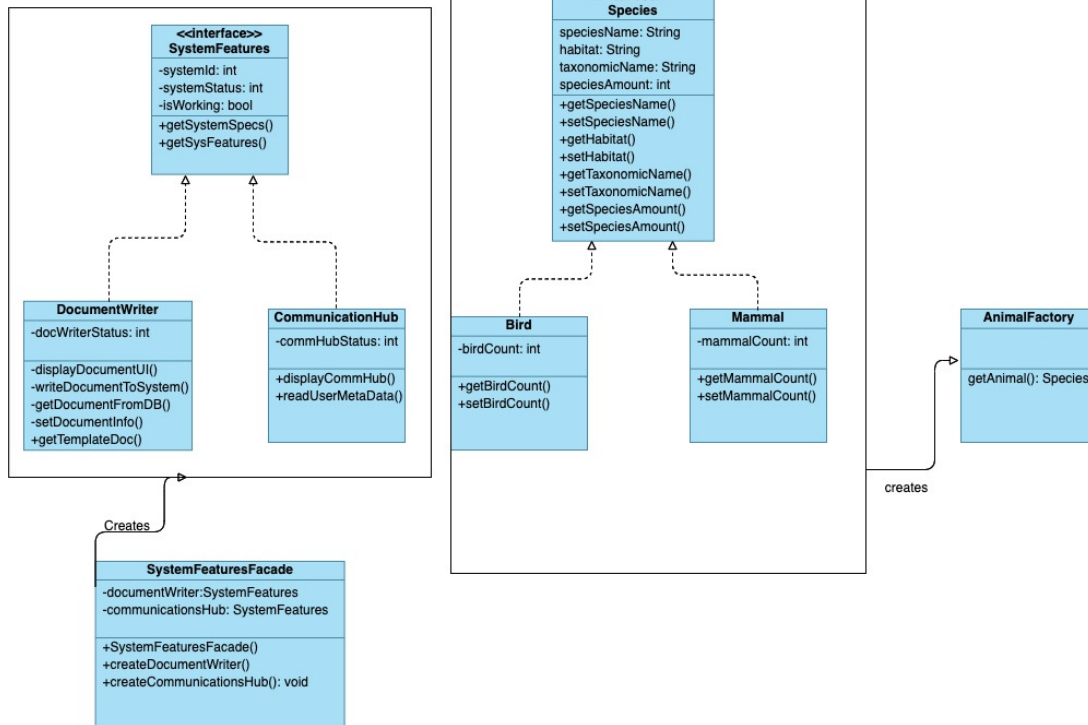 <<interface>>
SystemFeatures
-systemId: int
-systemStatus: int
-isWorking: bool
+getSystemSpecs()
+getSysFeatures()
DocumentWriter
-docWriterStatus: int
-displayDocumentUI()
-writeDocumentToSystem()
-getDocumentFromDB()
-setDocumentInfo()
+getTemplateDoc()
CommunicationHub
-commHubStatus: int
+displayCommHub()
+readUserMetaData()
Creates
SystemFeaturesFacade
-documentWriter:SystemFeatures
-communicationsHub: SystemFeatures
+SystemFeaturesFacade()
+createDocumentWriter()
+createCommunicationsHub(): void
Species
speciesName: String
habitat: String
taxonomicName: String
speciesAmount: int
+getSpeciesName()
+setSpeciesName()
+getHabitat()
+setHabitat()
+getTaxonomicName()
+setTaxonomicName()
+getSpeciesAmount()
+setSpeciesAmount()
Bird
-birdCount: int
+getBirdCount()
+setBirdCount()
Mammal
-mammalCount: int
+getMammalCount()
+setMammalCount()
creates
AnimalFactory
getAnimal(): Species